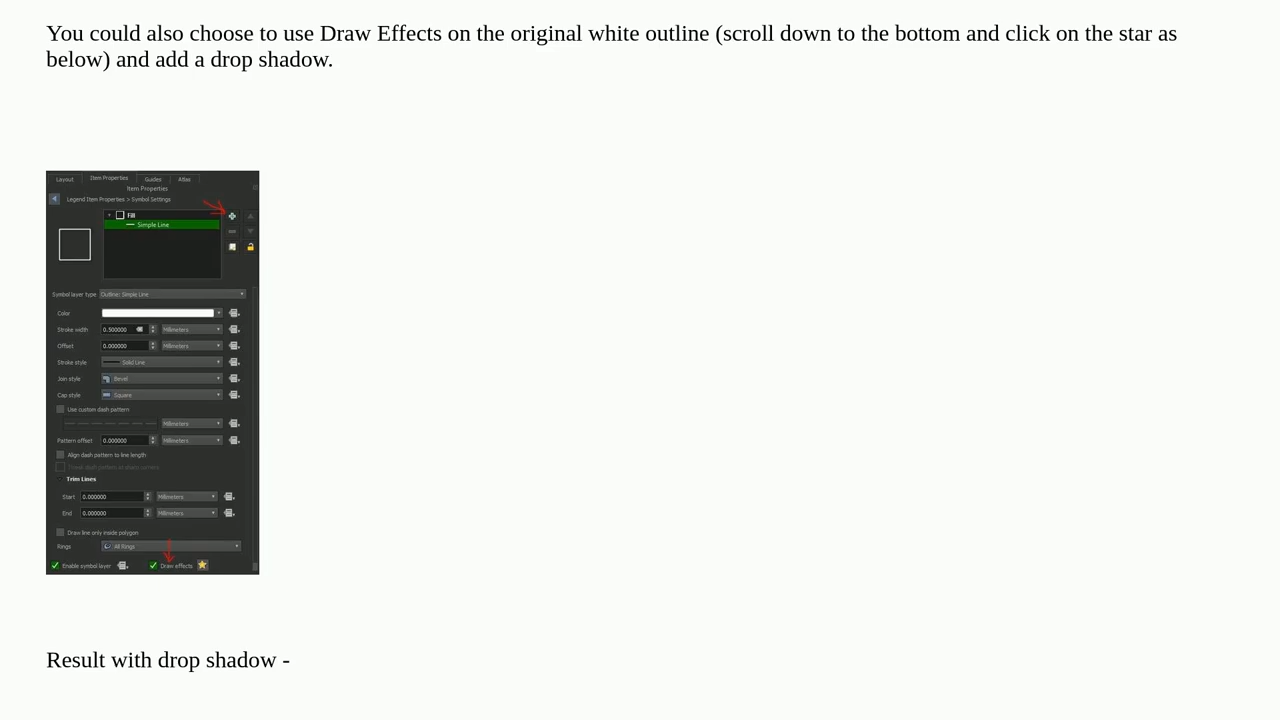 You could also choose to use Draw Effects on the original white outline (scroll down to the bottom and click on the star as
below) and add a drop shadow.
Layout Item Properties Guides Atlas
Item Properties
Legend Item Properties > Symbol Settings
Fill
Simple Line
Symbol layer type Outline: Simple Line
Color
Stroke width 0.500000 Millimeters
Offset 0.000000 Millimeters
Stroke style Solid Line
Join style Bevel
Cap style Square
Use custom dash pattern
Millimeters
Pattern offset 0.000000 Millimeters
Align dash pattern to line length
Trim Lines
Start 0.000000 Millimeters
End 0.000000 Millimeters
Draw line only inside polygon
Rings All Rings
Enable symbol layer Draw effects
Result with drop shadow -